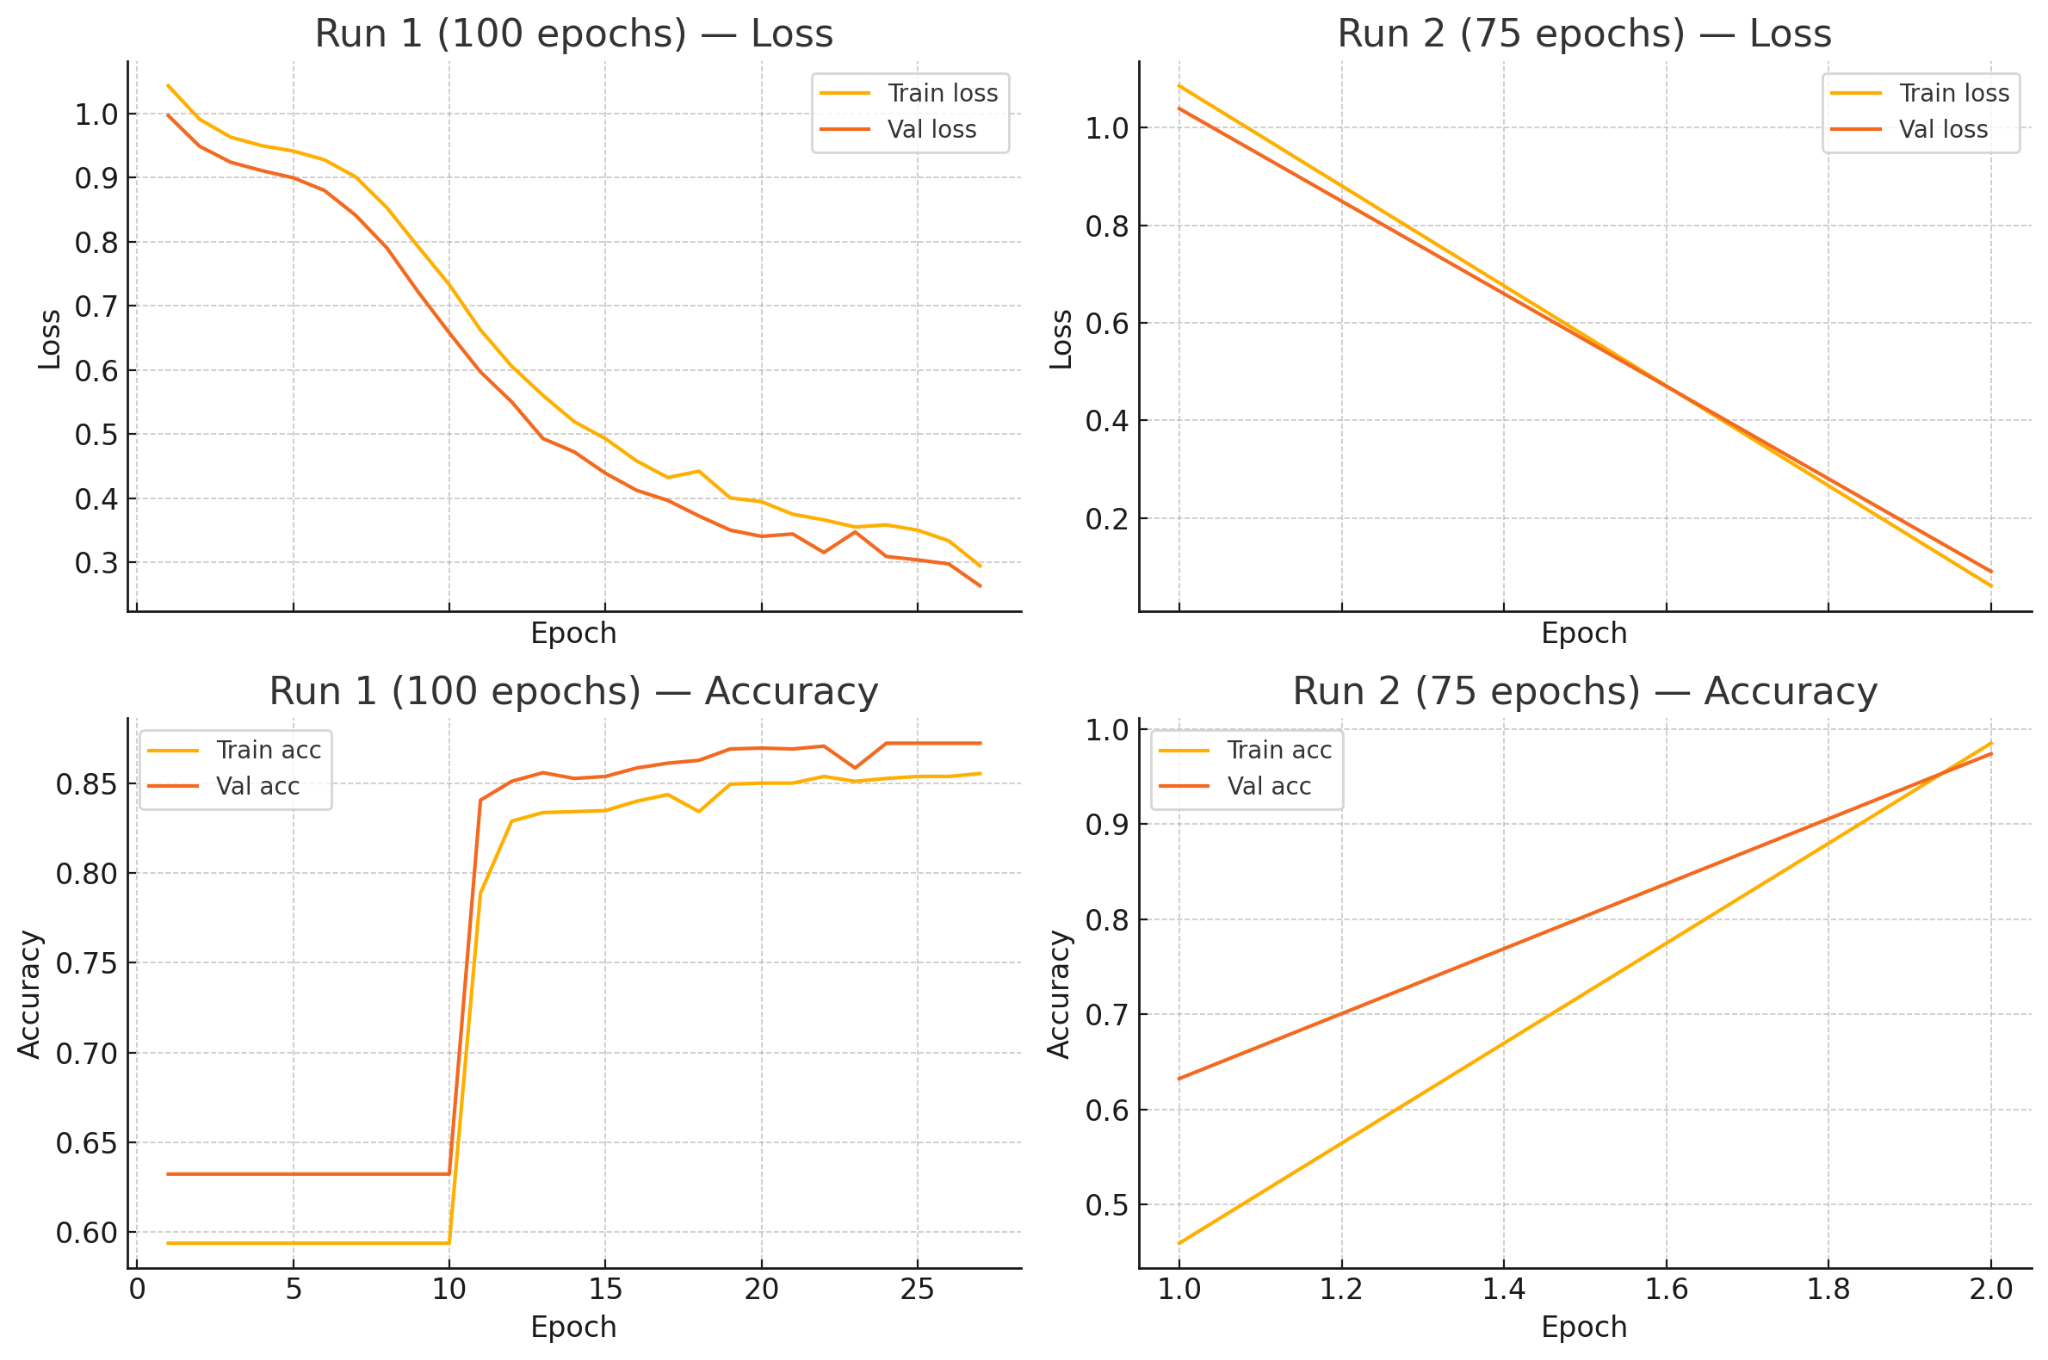 Run 1 (100 epochs) — Loss
Train loss
Val loss
1.0
0.9
0.8
0.7
0.6
0.5
0.4
0.3
Loss
Epoch
Run 2 (75 epochs) — Loss
Train loss
Val loss
1.0
0.8
0.6
0.4
0.2
Loss
Epoch
Run 1 (100 epochs) — Accuracy
Train acc
Val acc
0.85
0.80
0.75
0.70
0.65
0.60
Accuracy
0 5 10 15 20 25
Epoch
Run 2 (75 epochs) — Accuracy
Train acc
Val acc
1.0
0.9
0.8
0.7
0.6
0.5
Accuracy
1.0 1.2 1.4 1.6 1.8 2.0
Epoch